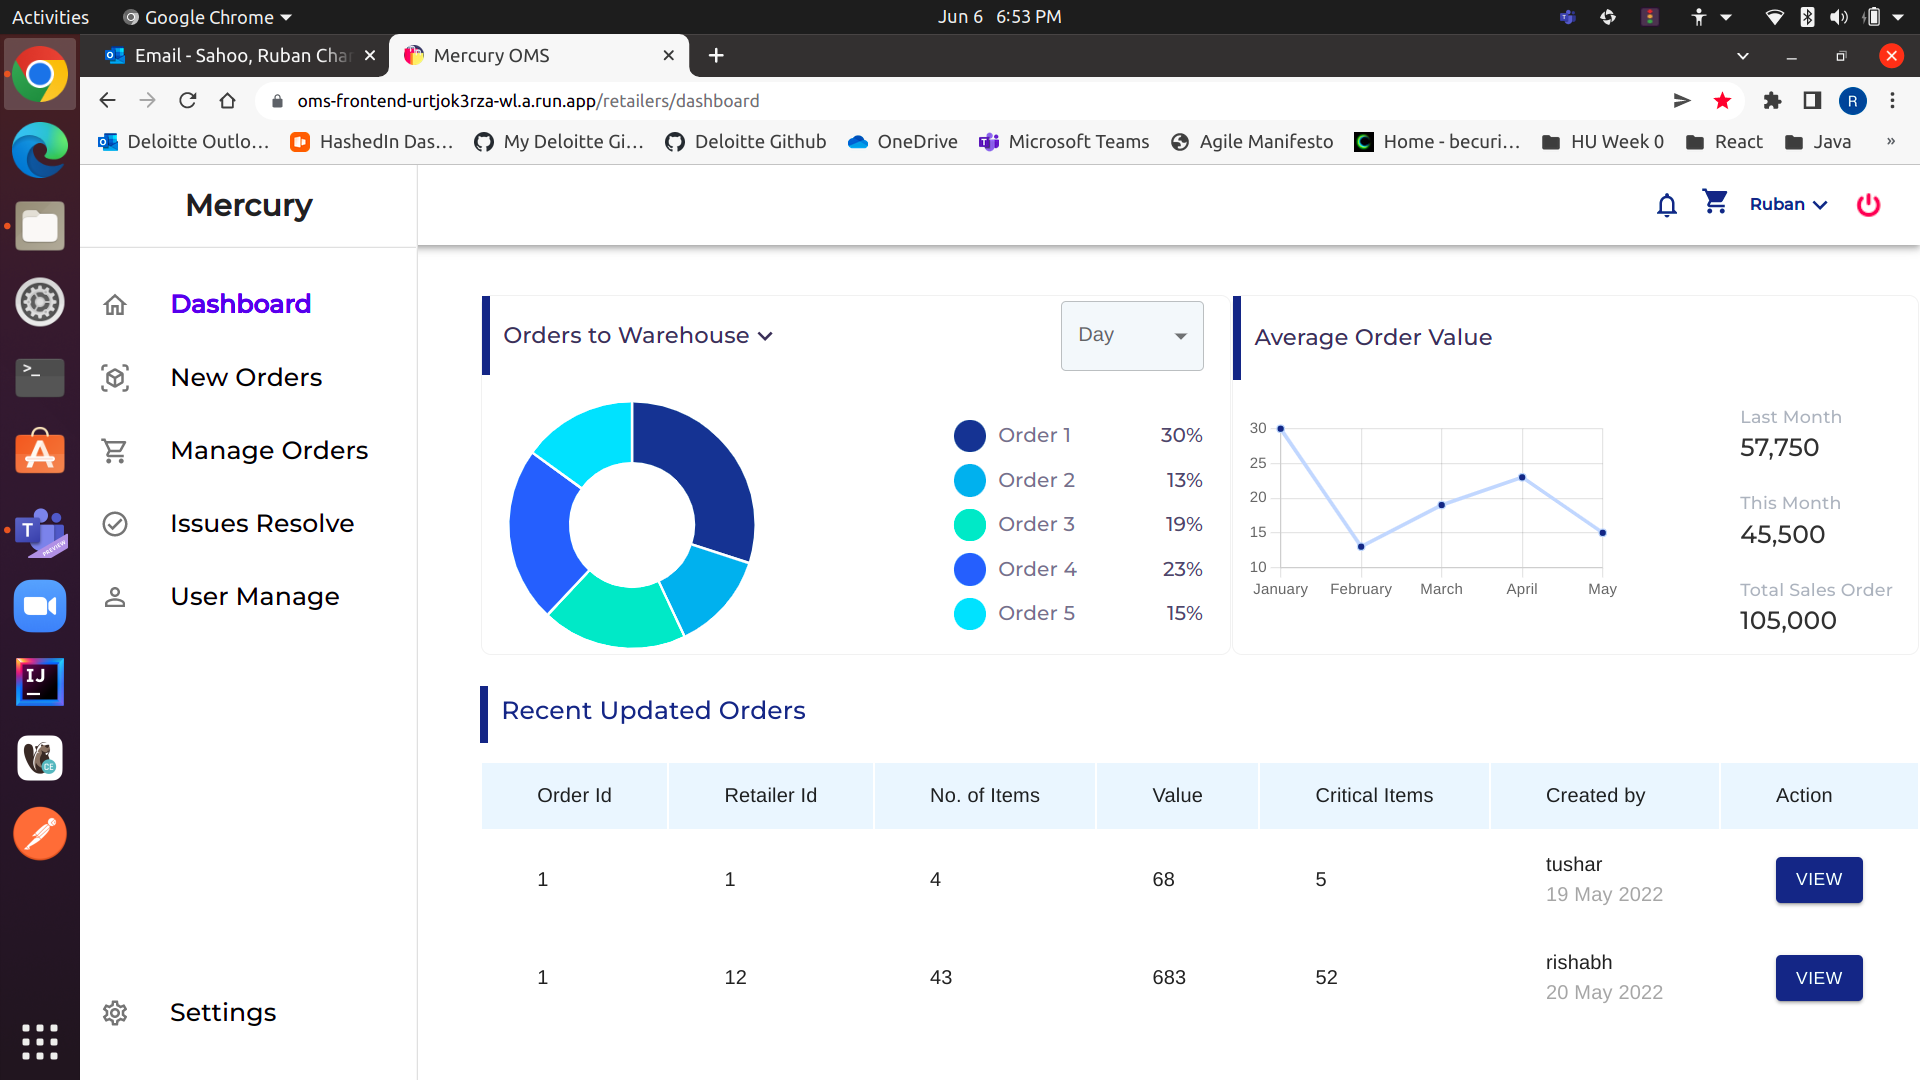 Activities Google Chrome Jun 6 6:53 PM
Email - Sahoo, Ruban Cha Mercury OMS
oms-frontend-urtjok3rza-wl.a.run.app/retailers/dashboard R
Deloitte Outlo... HashedIn Das... My Deloitte Gi... Deloitte Github OneDrive Microsoft Teams Agile Manifesto Home - becuri... HU Week 0 React Java »
Mercury
Ruban
Dashboard
New Orders
Manage Orders
Issues Resolve
User Manage
Settings
Orders to Warehouse Day
Order 1 30%
Order 2 13%
Order 3 19%
Order 4 23%
Order 5 15%
Average Order Value
30
25
20
15
10
January February March April May
Last Month
57,750
This Month
45,500
Total Sales Order
105,000
Recent Updated Orders
Order Id Retailer Id No. of Items Value Critical Items Created by Action
1 1 4 68 5 tushar VIEW
19 May 2022
1 12 43 683 52 rishabh VIEW
20 May 2022